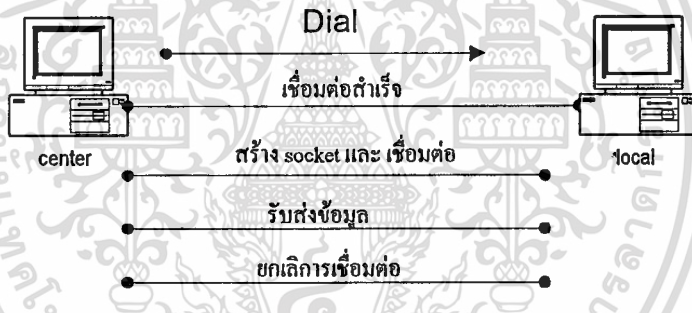 Dial
เชื่อมต่อสำเร็จ
center
local
สร้าง socket และ เชื่อมต่อ
รับส่งข้อมูล
ยกเลิการเชื่อมต่อ